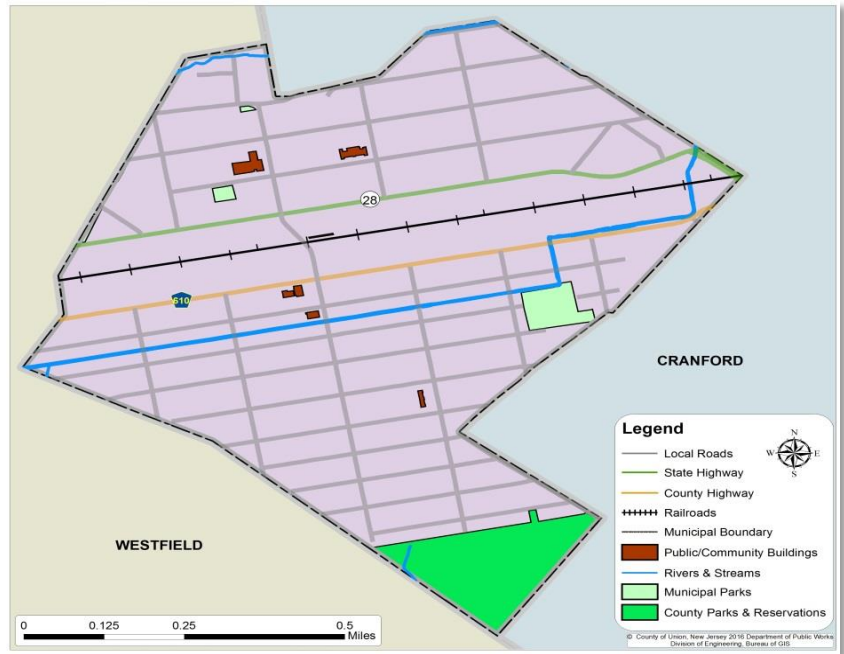 28
610
CRANFORD
WESTFIELD
Legend
N
W E
S
Local Roads
State Highway
County Highway
Railroads
Municipal Boundary
Public/Community Buildings
Rivers & Streams
Municipal Parks
County Parks & Reservations
0 0.125 0.25 0.5
Miles
© County of Union, New Jersey 2016 Department of Public Works
Division of Engineering, Bureau of GIS